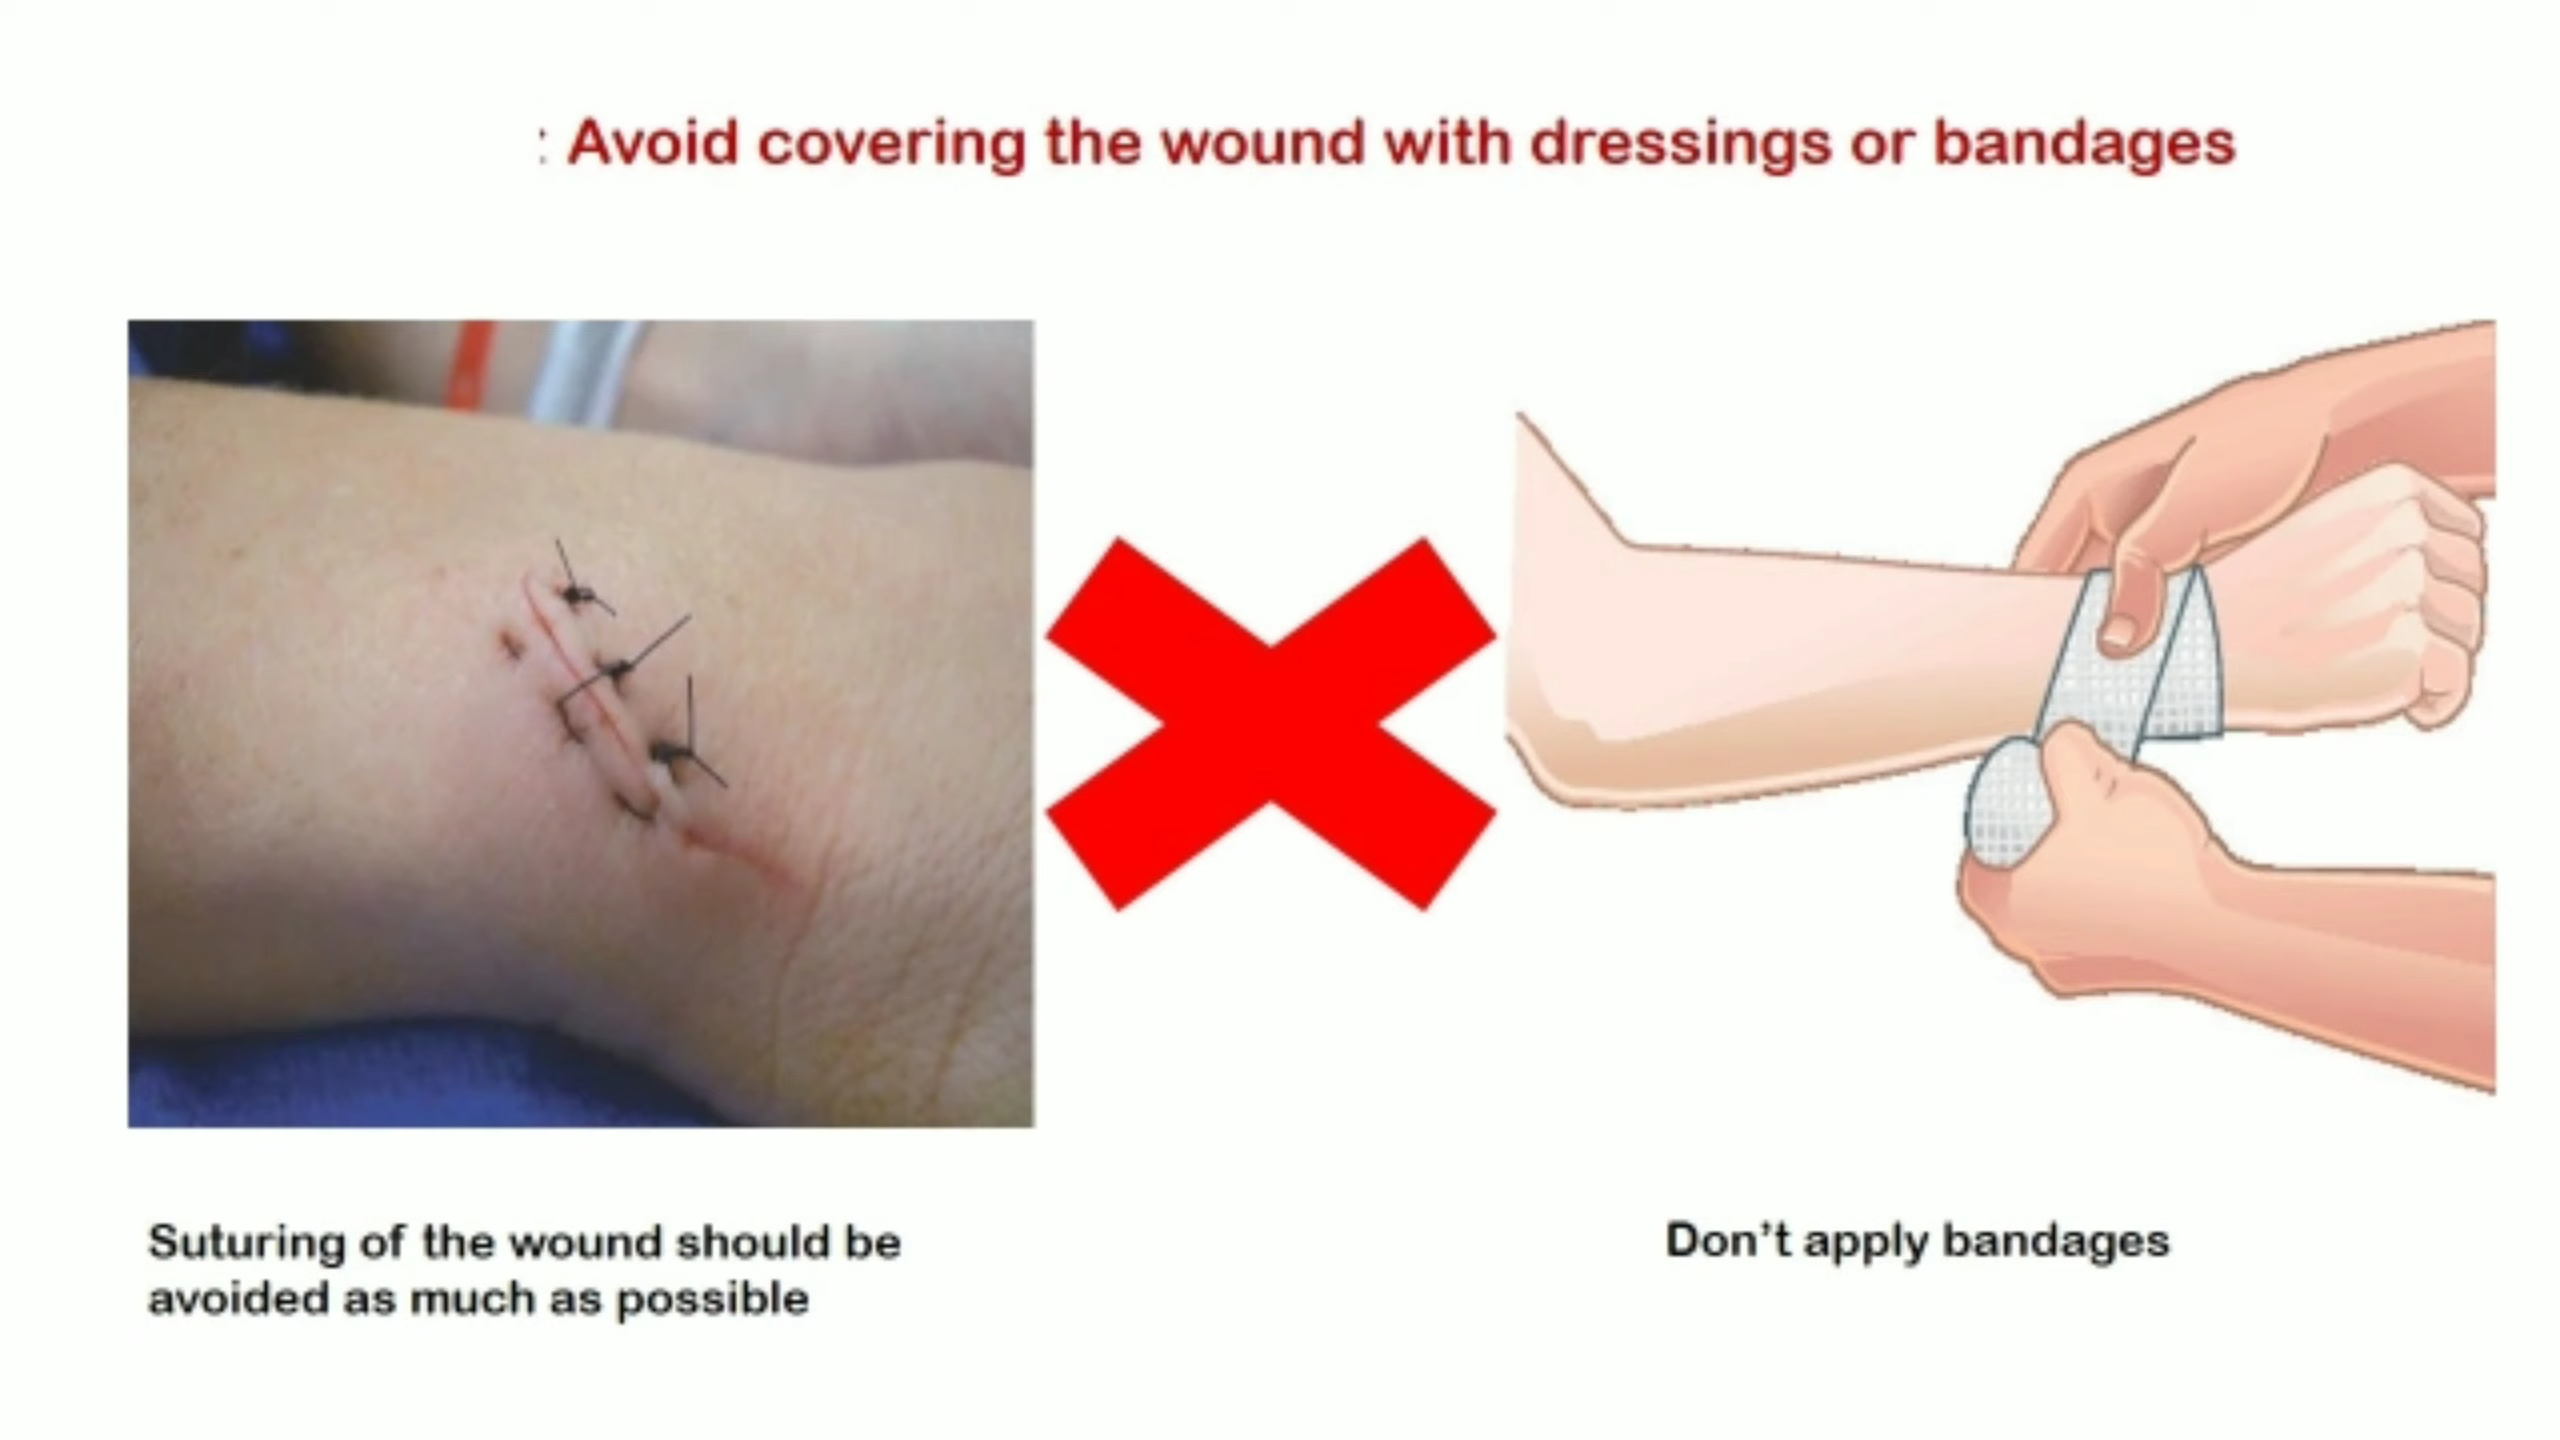 : Avoid covering the wound with dressings or bandages
Suturing of the wound should be
avoided as much as possible
Don't apply bandages